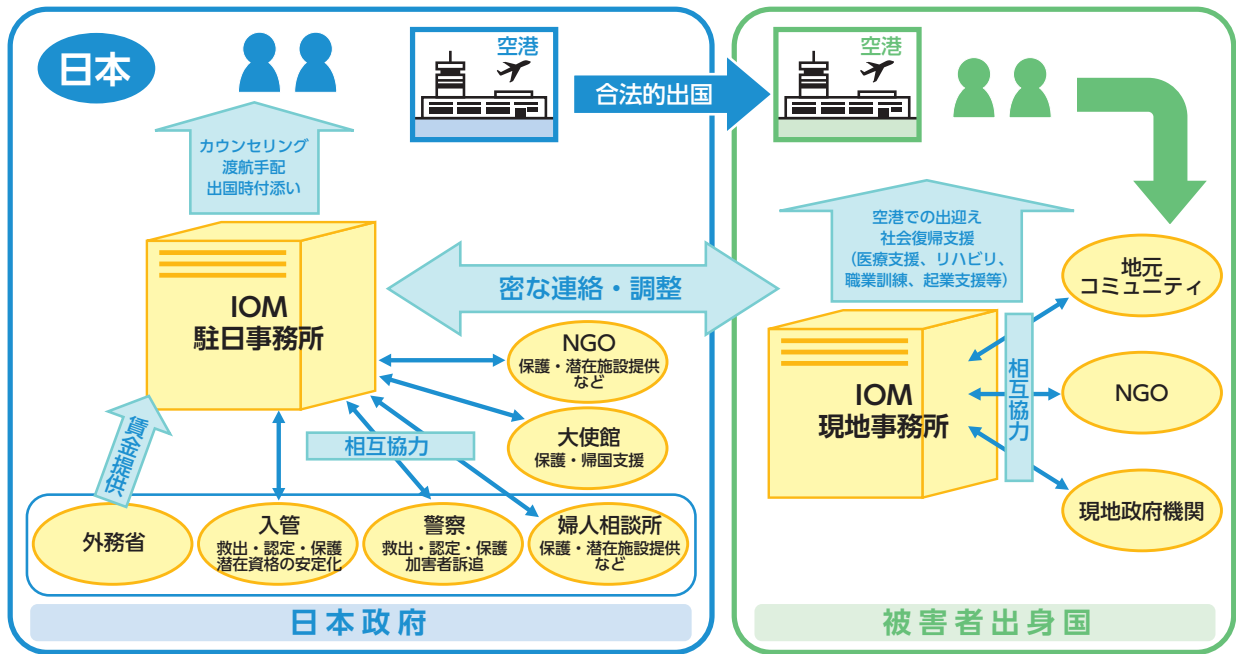 日本
空港
合法的出国
空港
カウンセリング
渡航手配
出国時付添い
空港での出迎え
社会復帰支援
（医療支援、リハビリ、
職業訓練、起業支援等）
IOM
駐日事務所
密な連絡・調整
IOM
現地事務所
地元
コミュニティ
NGO
現地政府機関
相互協力
NGO
保護・潜在施設提供
など
大使館
保護・帰国支援
相互協力
賃金提供
外務省
入管
救出・認定・保護
潜在資格の安定化
警察
救出・認定・保護
加害者訴追
婦人相談所
保護・潜在施設提供
など
日本政府
被害者出身国